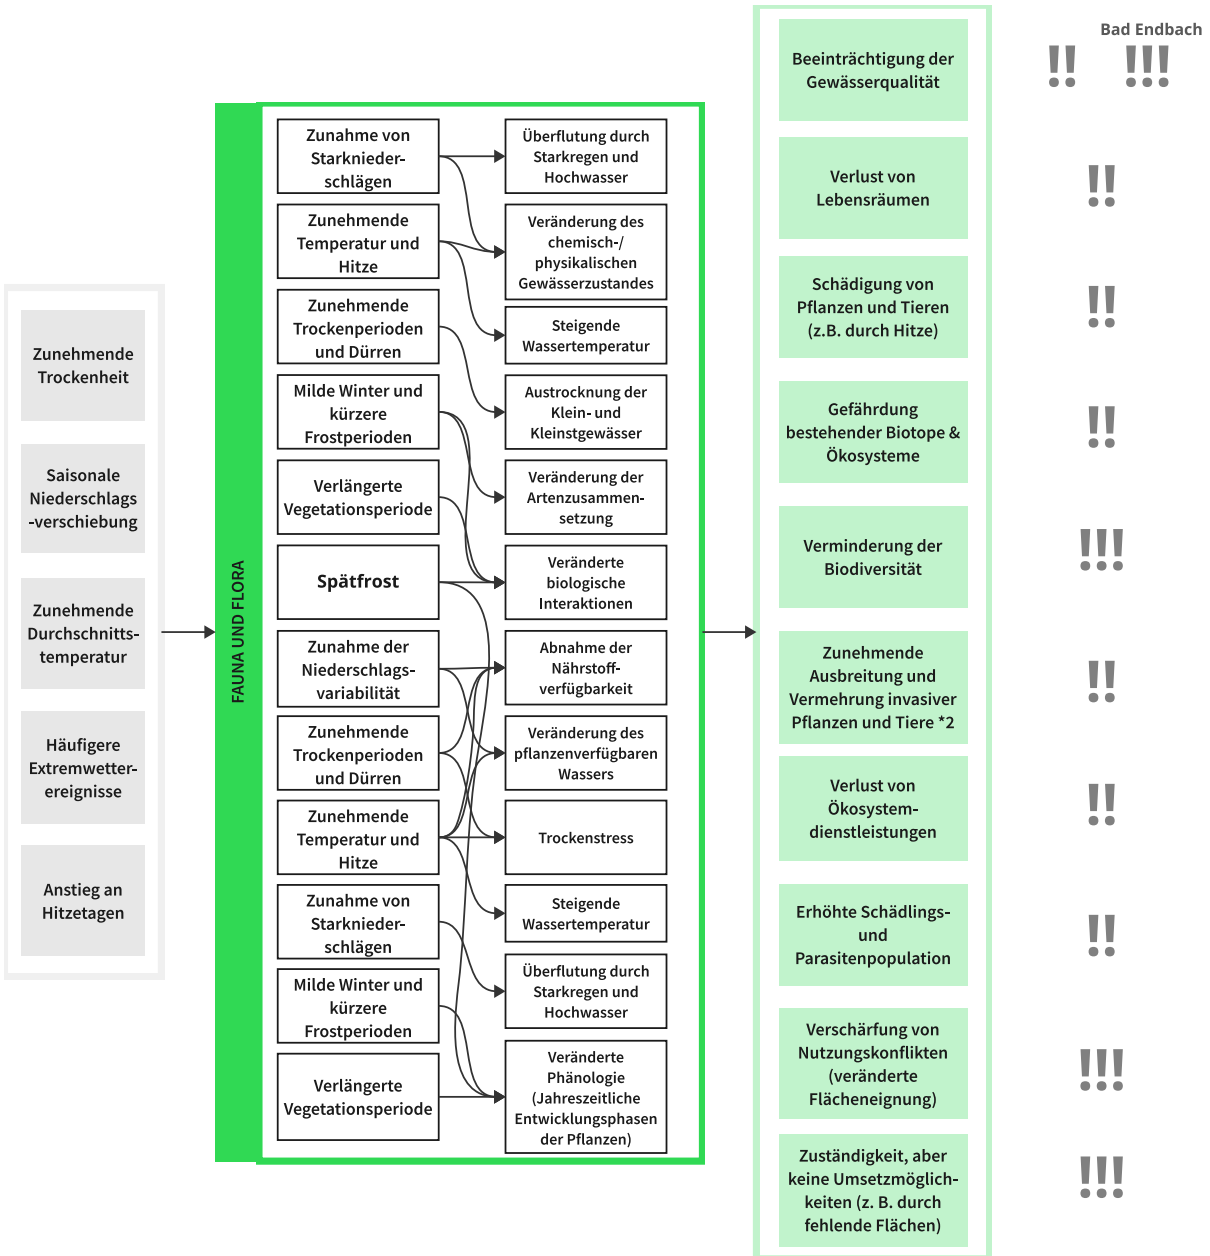 Zunehmende
Trockenheit
Saisonale
Niederschlags
-verschiebung
Zunehmende
Durchschnitts-
temperatur
Häufigere
Extremwetter-
ereignisse
Anstieg an
Hitzetagen
FAUNA UND FLORA
Zunahme von
Starknieder-
schlägen
Zunehmende
Temperatur und
Hitze
Zunehmende
Trockenperioden
und Dürren
Milde Winter und
kürzere
Frostperioden
Verlängerte
Vegetationsperiode
Spätfrost
Zunahme der
Niederschlags-
variabilität
Zunehmende
Trockenperioden
und Dürren
Zunehmende
Temperatur und
Hitze
Zunahme von
Starknieder-
schlägen
Milde Winter und
kürzere
Frostperioden
Verlängerte
Vegetationsperiode
Überflutung durch
Starkregen und
Hochwasser
Veränderung des
chemisch-/
physikalischen
Gewässerzustandes
Steigende
Wassertemperatur
Austrocknung der
Klein- und
Kleinstgewässer
Veränderung der
Artenzusammen-
setzung
Veränderte
biologische
Interaktionen
Abnahme der
Nährstoff-
verfügbarkeit
Veränderung des
pflanzenverfügbaren
Wassers
Trockenstress
Steigende
Wassertemperatur
Überflutung durch
Starkregen und
Hochwasser
Veränderte
Phänologie
(Jahreszeitliche
Entwicklungsphasen
der Pflanzen)
Bad Endbach
Beeinträchtigung der
Gewässerqualität
!! !!!
Verlust von
Lebensräumen
!!
Schädigung von
Pflanzen und Tieren
(z.B. durch Hitze)
!!
Gefährdung
bestehender Biotope &
Ökosysteme
!!
Verminderung der
Biodiversität
!!!
Zunehmende
Ausbreitung und
Vermehrung invasiver
Pflanzen und Tiere *2
!!
Verlust von
Ökosystem-
dienstleistungen
!!
Erhöhte Schädlings-
und
Parasitenpopulation
!!
Verschärfung von
Nutzungskonflikten
(veränderte
Flächeneignung)
!!!
Zuständigkeit, aber
keine Umsetzmöglich-
keiten (z. B. durch
fehlende Flächen)
!!!